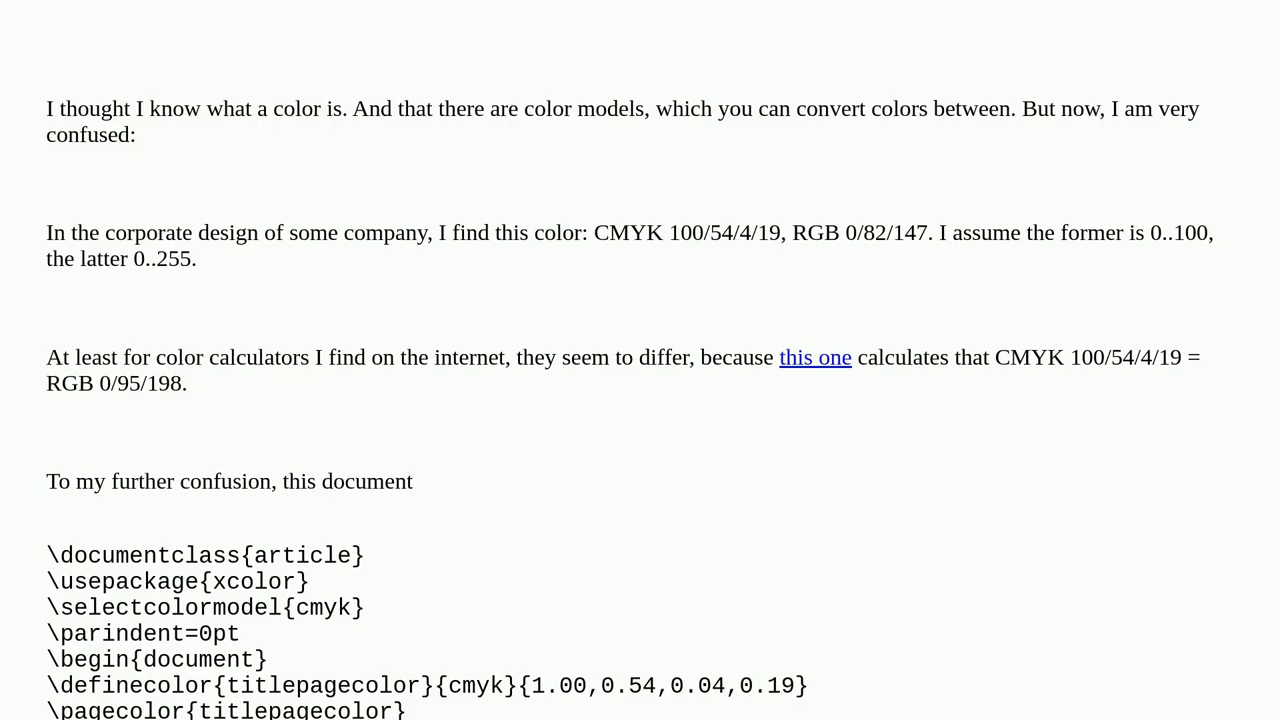 I thought I know what a color is. And that there are color models, which you can convert colors between. But now, I am very
confused:
In the corporate design of some company, I find this color: CMYK 100/54/4/19, RGB 0/82/147. I assume the former is 0..100,
the latter 0..255.
At least for color calculators I find on the internet, they seem to differ, because this one calculates that CMYK 100/54/4/19 =
RGB 0/95/198.
To my further confusion, this document
\documentclass{article}
\usepackage{xcolor}
\selectcolormodel{cmyk}
\parindent=0pt
\begin{document}
\definecolor{titlepagecolor}{cmyk}{1.00,0.54,0.04,0.19}
\pagecolor{titlepagecolor}